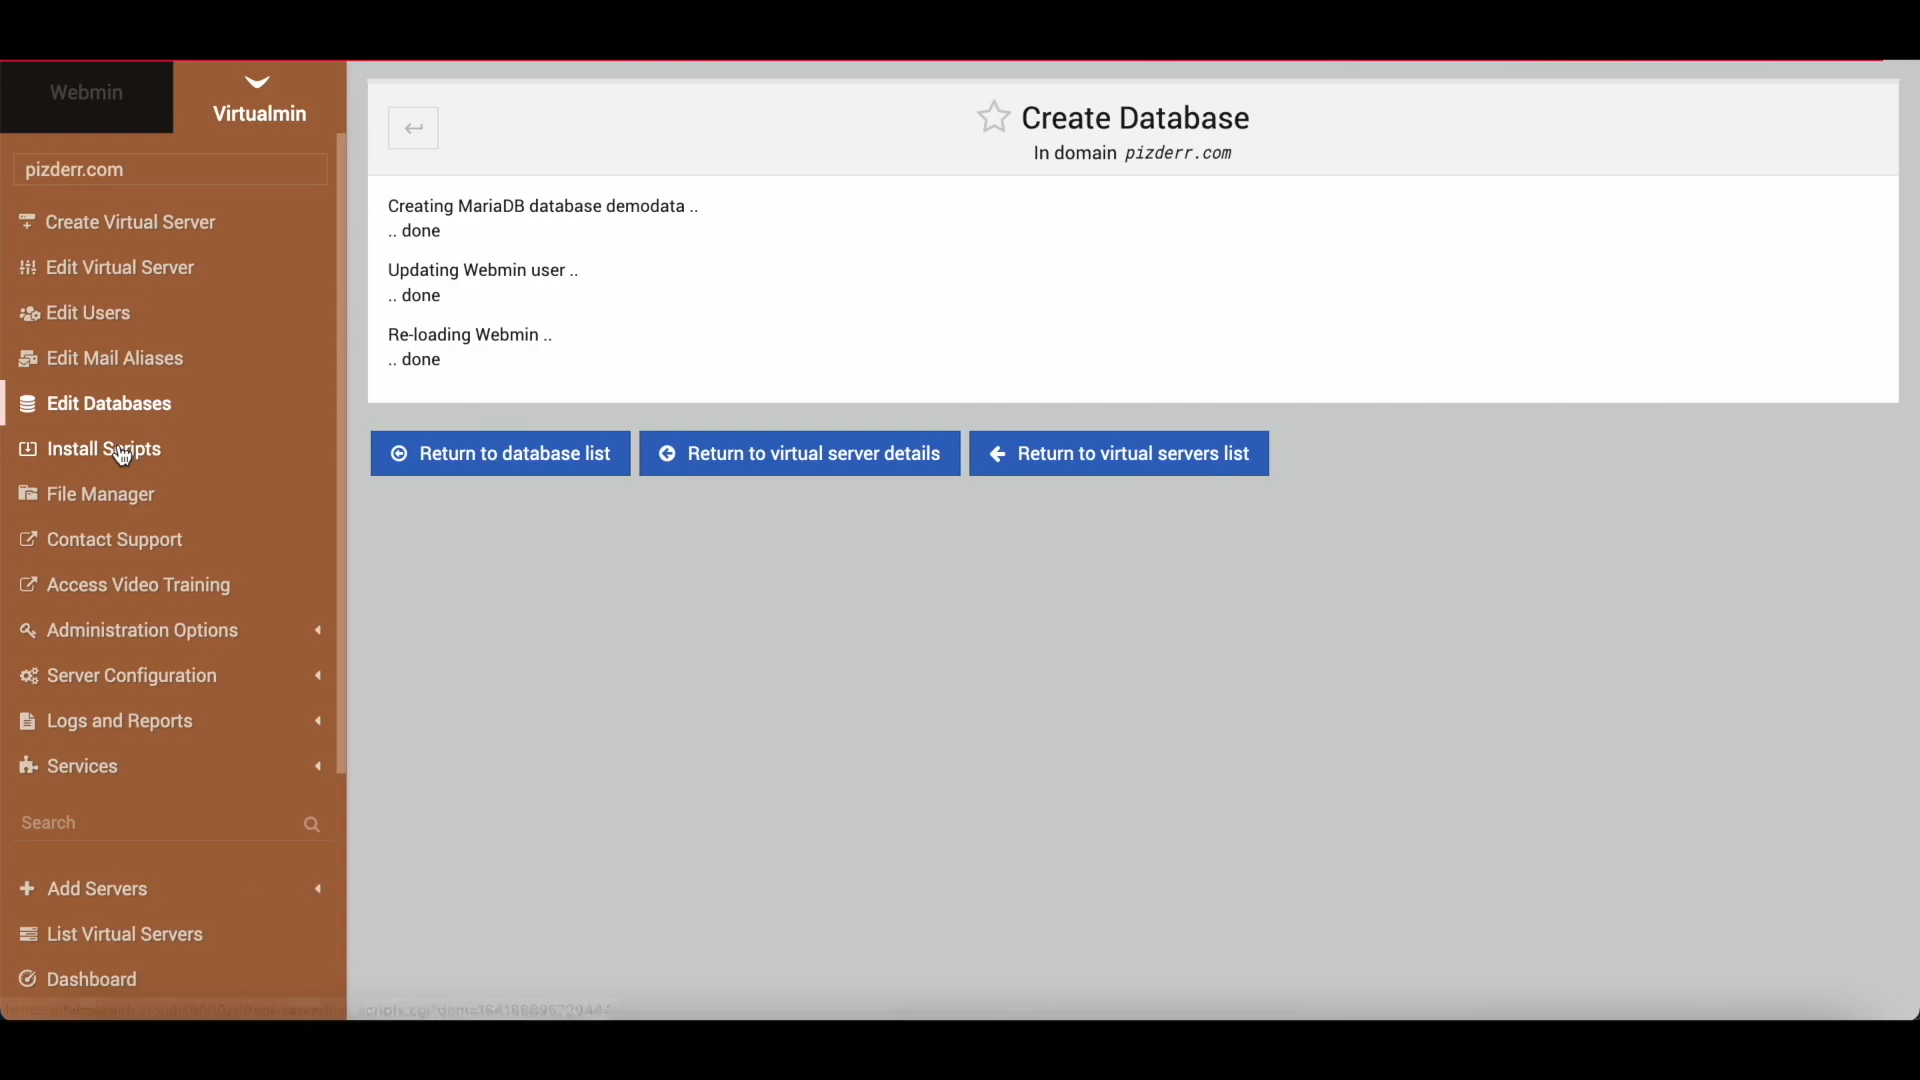 Webmin
Virtualmin
pizderr.com
Create Virtual Server
Edit Virtual Server
Edit Users
Edit Mail Aliases
Edit Databases
Install Scripts
File Manager
Contact Support
Access Video Training
Administration Options
Server Configuration
Logs and Reports
Services
Search
Add Servers
List Virtual Servers
Dashboard
Create Database
In domain pizderr.com
Creating MariaDB database demodata ..
.. done
Updating Webmin user ..
.. done
Re-loading Webmin ..
.. done
Return to database list
Return to virtual server details
Return to virtual servers list